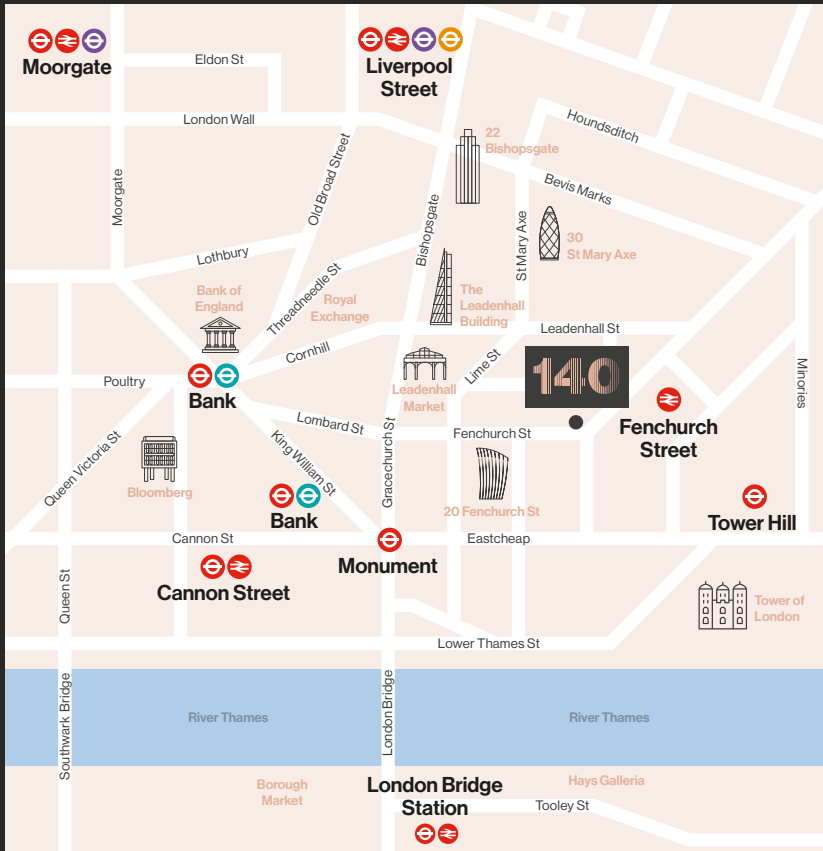 Moorgate
Liverpool
Street
Eldon St
London Wall
Houndsditch
22
Bishopsgate
Bevis Marks
Moorgate
Old Broad Street
Bishopsgate
St Mary Axe
30
St Mary Axe
Lothbury
Threadneedle St
Bank of
England
Royal
Exchange
The
Leadenhall
Building
Leadenhall St
Cornhill
Lime St
140
Minories
Poultry
Bank
Leadenhall
Market
Lombard St
Gracechurch St
Fenchurch St
Fenchurch
Street
Queen Victoria St
King William St
Bloomberg
20 Fenchurch St
Bank
Tower Hill
Cannon St
Eastcheap
Monument
Cannon Street
Queen St
Tower of
London
Lower Thames St
Southwark Bridge
London Bridge
River Thames
River Thames
Borough
Market
London Bridge
Station
Hays Galleria
Tooley St